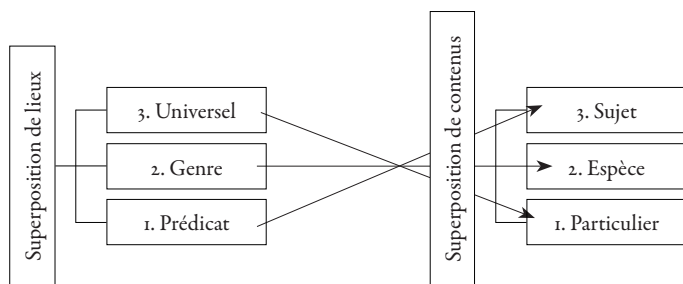 Superposition de lieux
3. Universel
2. Genre
1. Prédicat
Superposition de contenus
3. Sujet
2. Espèce
1. Particulier